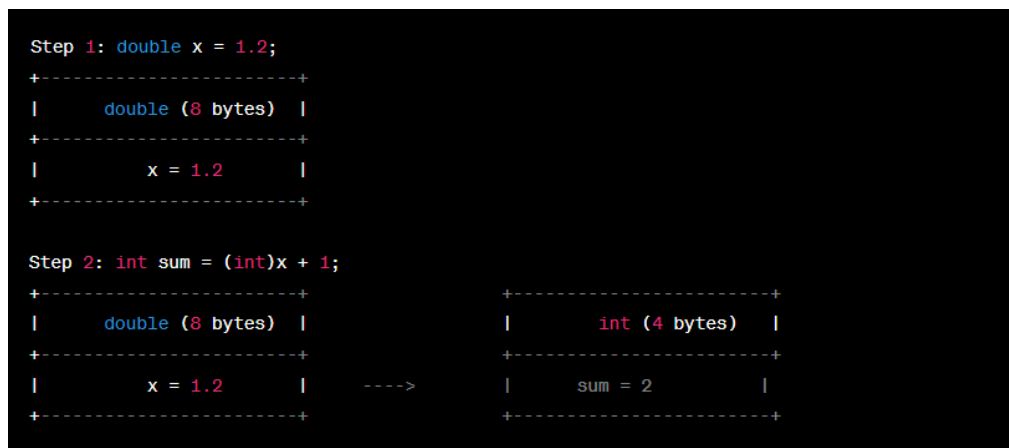 Step 1: double x = 1.2;
+------------------------+
|      double (8 bytes)  |
+------------------------+
|          x = 1.2       |
+------------------------+
Step 2: int sum = (int)x + 1;
+------------------------+                  +------------------------+
|      double (8 bytes)  |                  |        int (4 bytes)   |
+------------------------+                  +------------------------+
|          x = 1.2       |     ---->        |      sum = 2          |
+------------------------+                  +------------------------+